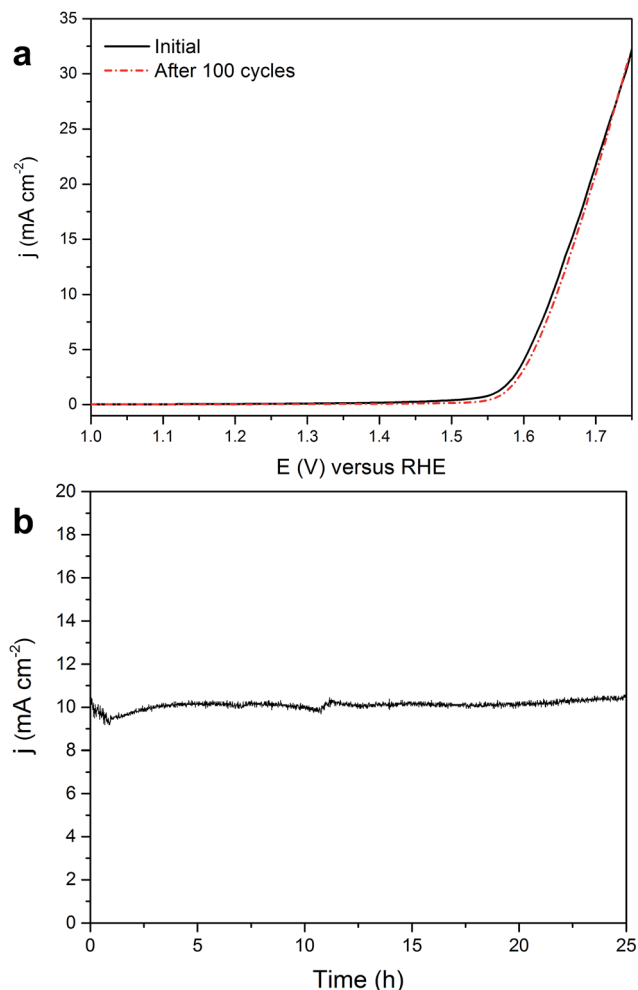 a
Initial
After 100 cycles
35
30
25
20
15
10
5
0
j (mA cm⁻²)
1.0 1.1 1.2 1.3 1.4 1.5 1.6 1.7
E (V) versus RHE
b
20
18
16
14
12
10
8
6
4
2
0
j (mA cm⁻²)
0 5 10 15 20 25
Time (h)